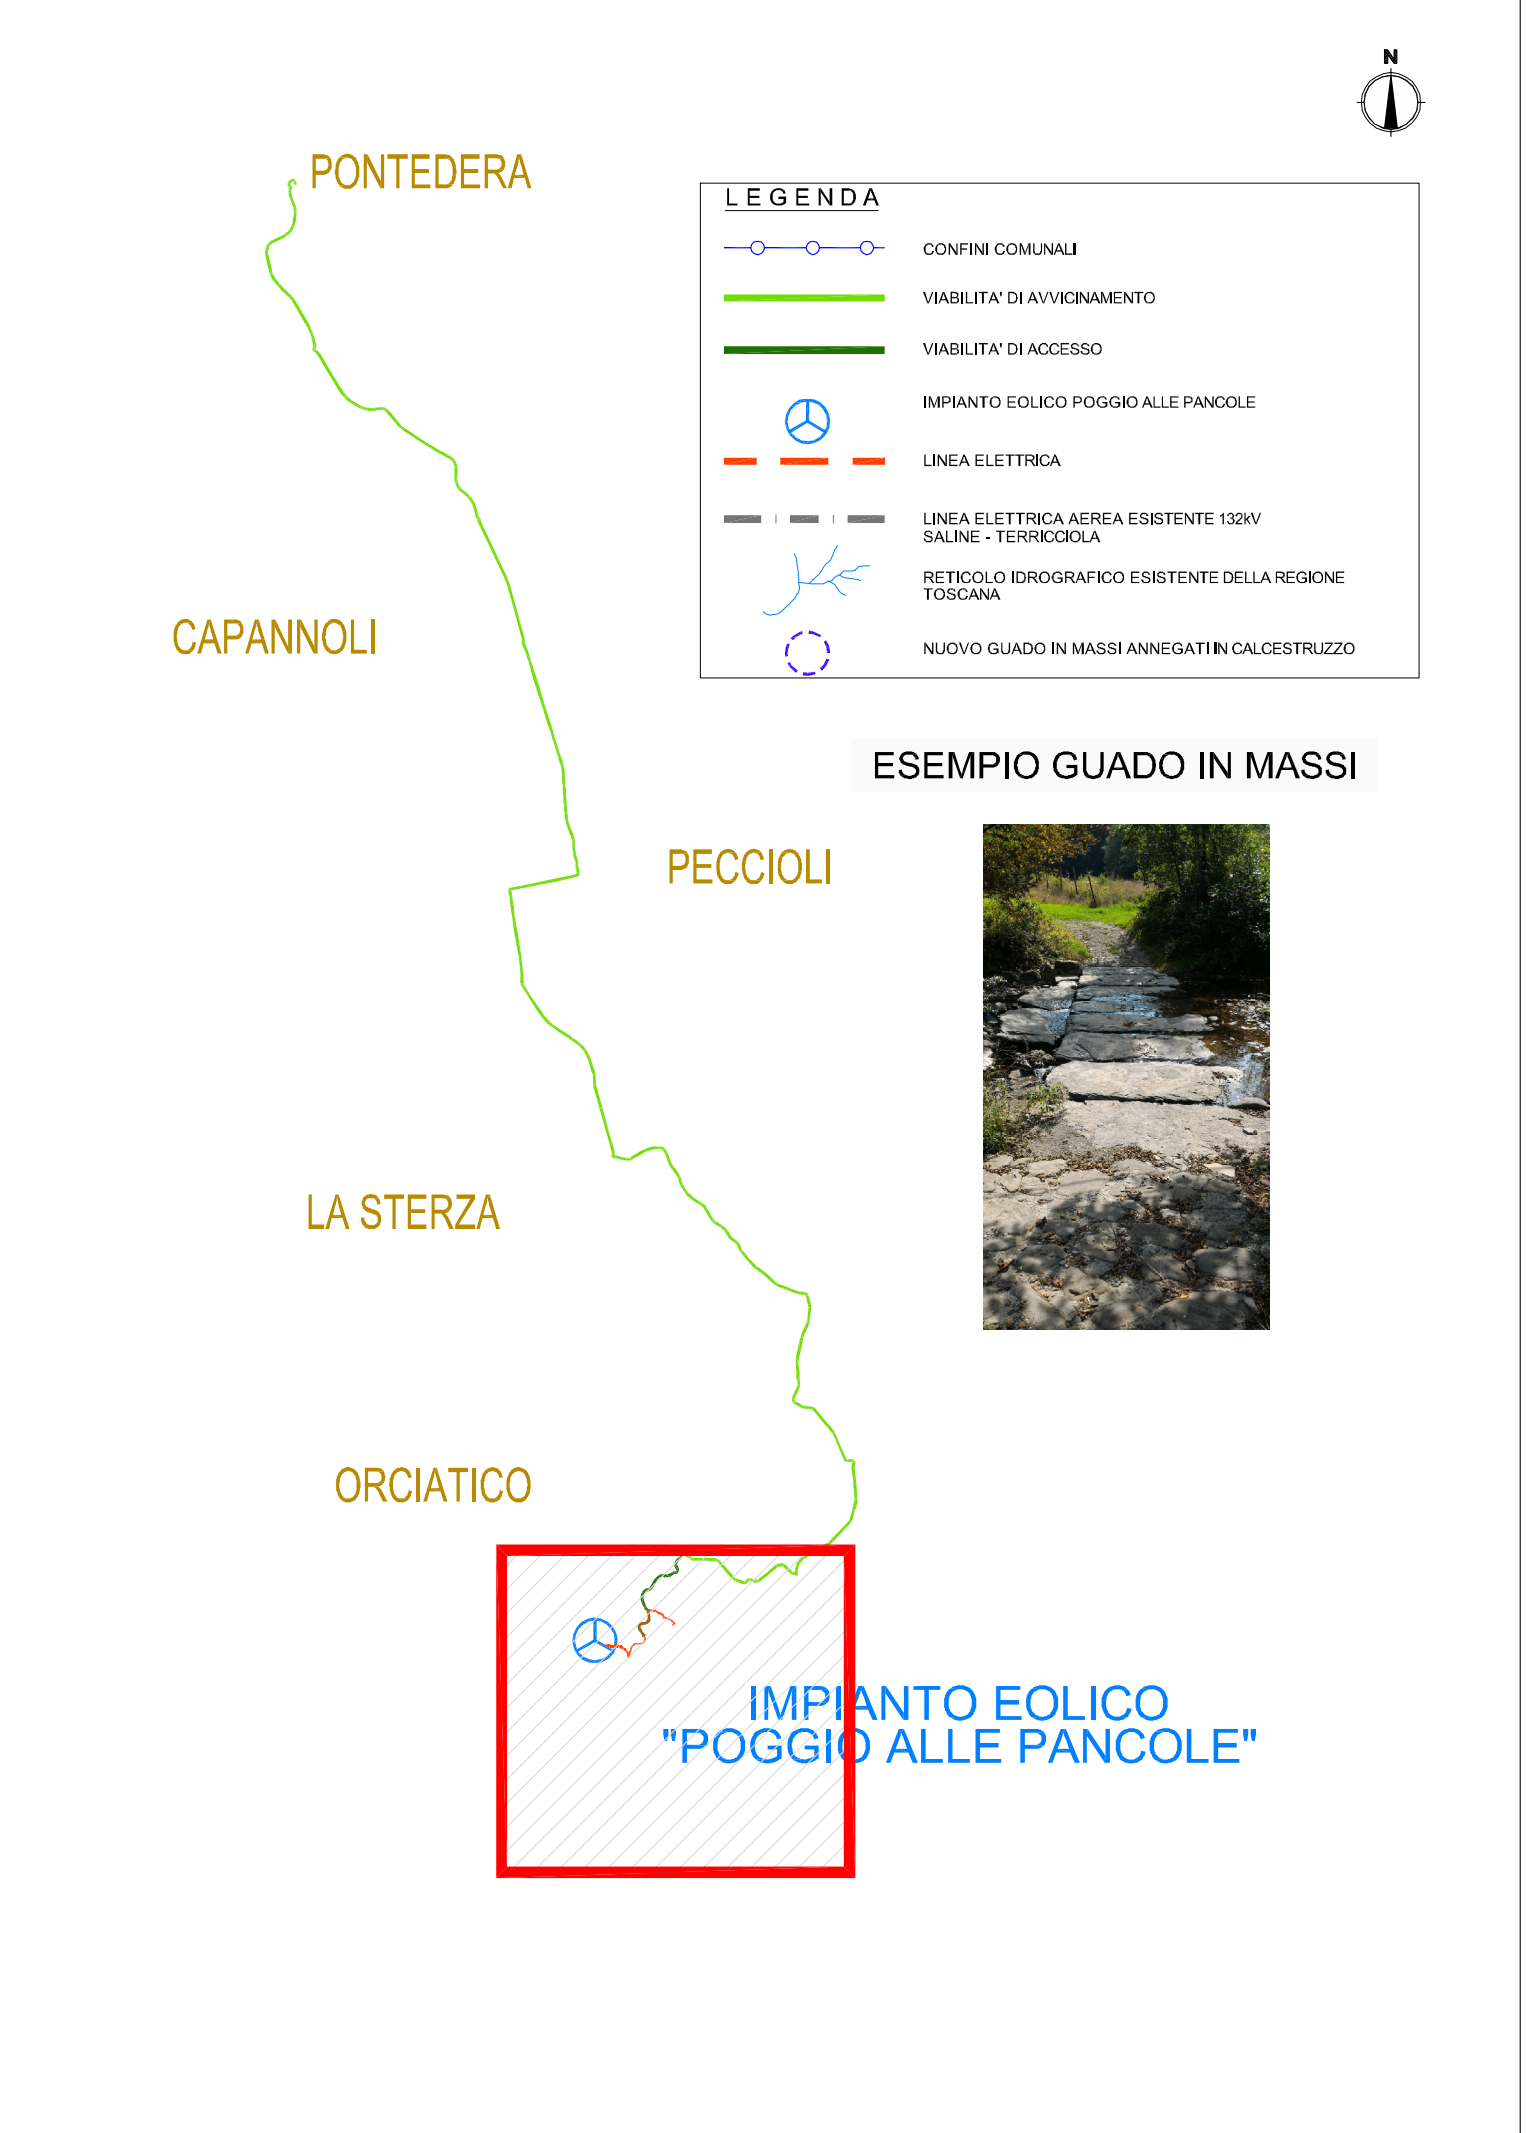 N
PONTEDERA
LEGENDA
CONFINI COMUNALI
VIABILITA' DI AVVICINAMENTO
VIABILITA' DI ACCESSO
IMPIANTO EOLICO POGGIO ALLE PANCOLE
LINEA ELETTRICA
LINEA ELETTRICA AEREA ESISTENTE 132kV
SALINE - TERRICCIOLA
RETICOLO IDROGRAFICO ESISTENTE DELLA REGIONE
TOSCANA
NUOVO GUADO IN MASSI ANNEGATI IN CALCESTRUZZO
CAPANNOLI
ESEMPIO GUADO IN MASSI
PECCIOLI
LA STERZA
ORCIATICO
IMPIANTO EOLICO
"POGGIO ALLE PANCOLE"